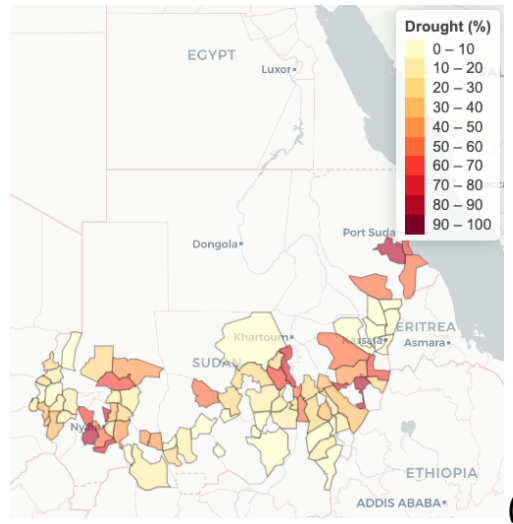 Drought (%)
0 – 10
10 – 20
20 – 30
30 – 40
40 – 50
50 – 60
60 – 70
70 – 80
80 – 90
90 – 100
EGYPT
Luxor
Port Sudan
Dongola
ERITREA
Khartoum
Kassala
Asmara
SUDAN
Nyala
ETHIOPIA
ADDIS ABABA
(